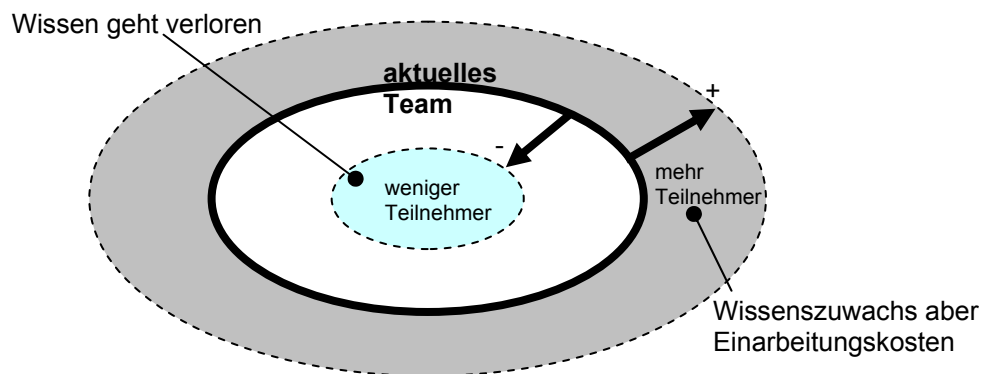 Wissen geht verloren
aktuelles
Team
+
-
mehr
Teilnehmer
weniger
Teilnehmer
Wissenszuwachs aber
Einarbeitungskosten